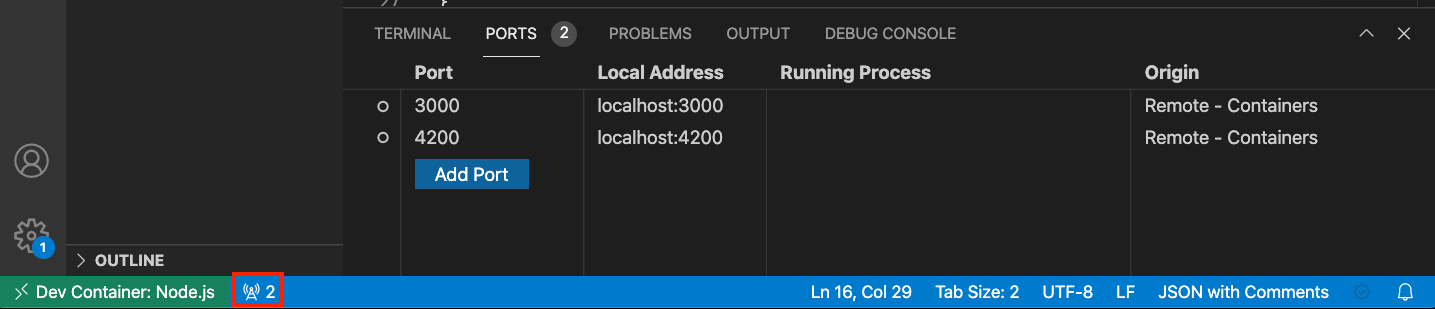 // }
TERMINAL PORTS 2 PROBLEMS OUTPUT DEBUG CONSOLE
Port Local Address Running Process Origin
3000 localhost:3000 Remote - Containers
4200 localhost:4200 Remote - Containers
Add Port
1
OUTLINE
Dev Container: Node.js 2 Ln 16, Col 29 Tab Size: 2 UTF-8 LF JSON with Comments